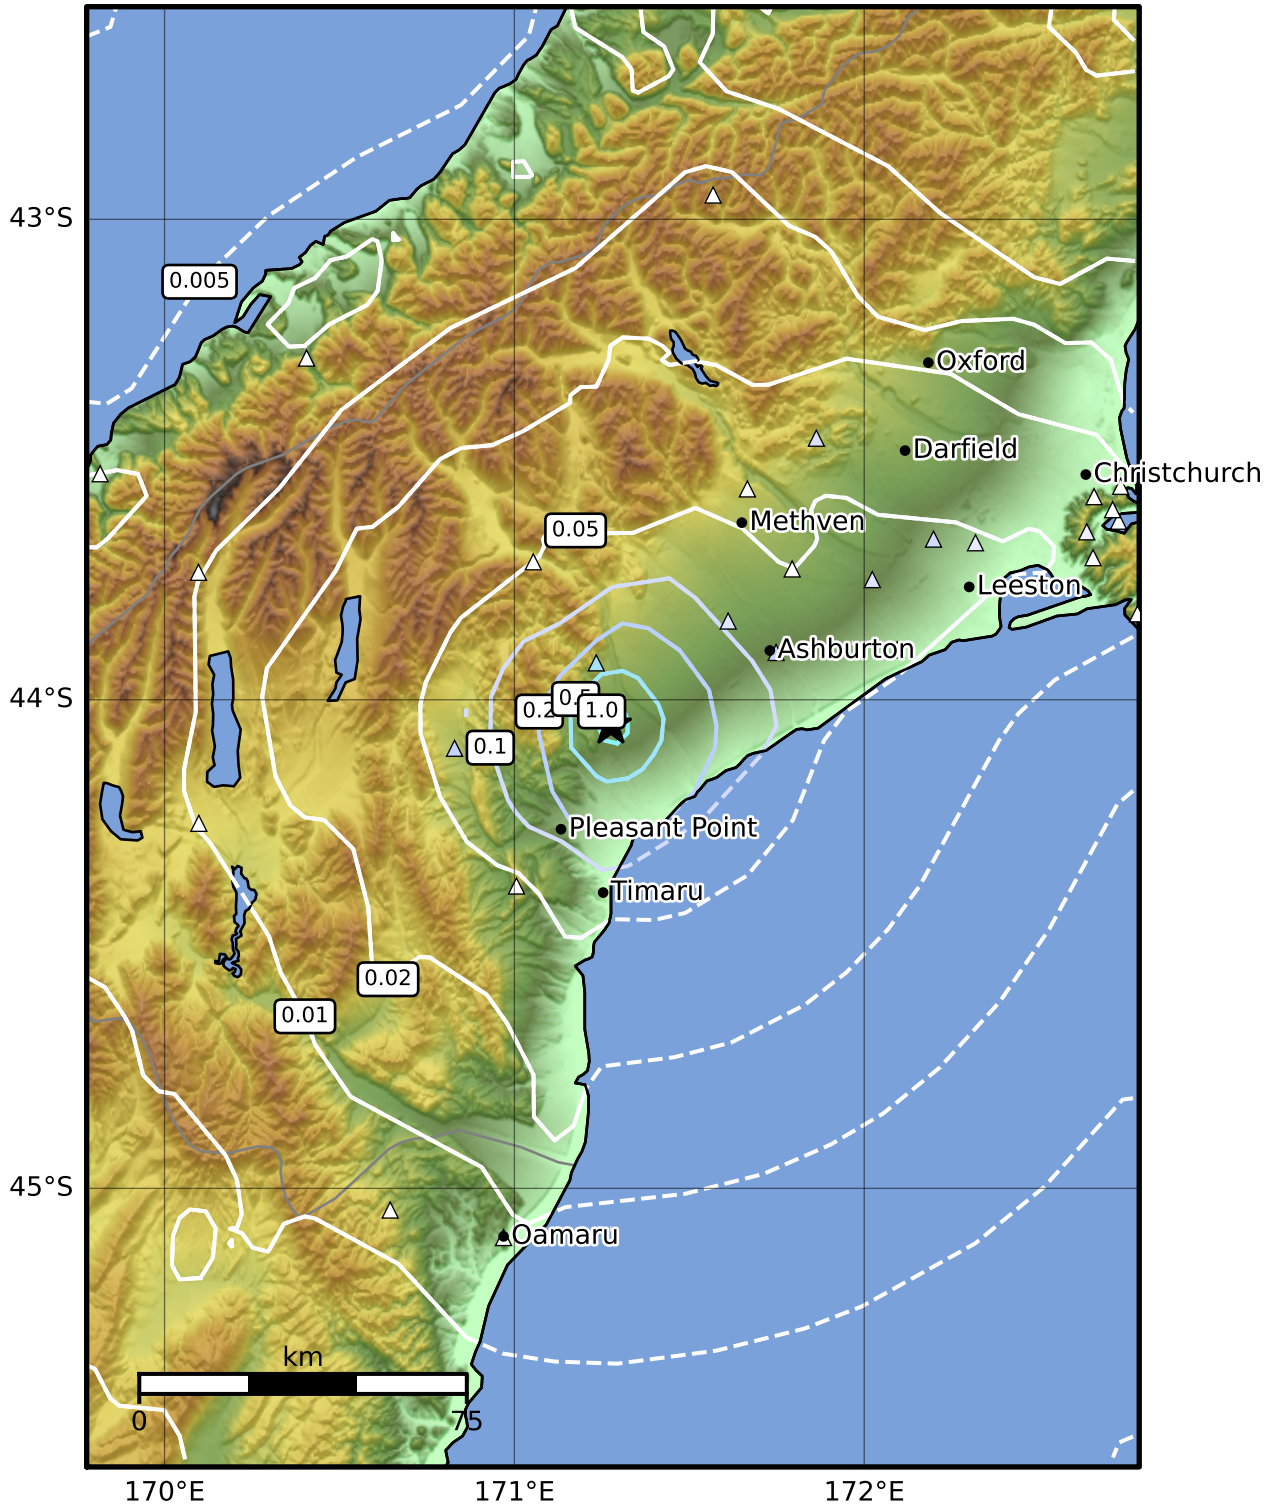 43°S
0.005
Oxford
Darfield
Christchurch
0.05
Methven
Leeston
Ashburton
44°S
0.2
1.0
0.1
Pleasant Point
Timaru
0.02
0.01
45°S
Oamaru
km
0
75
170°E
171°E
172°E